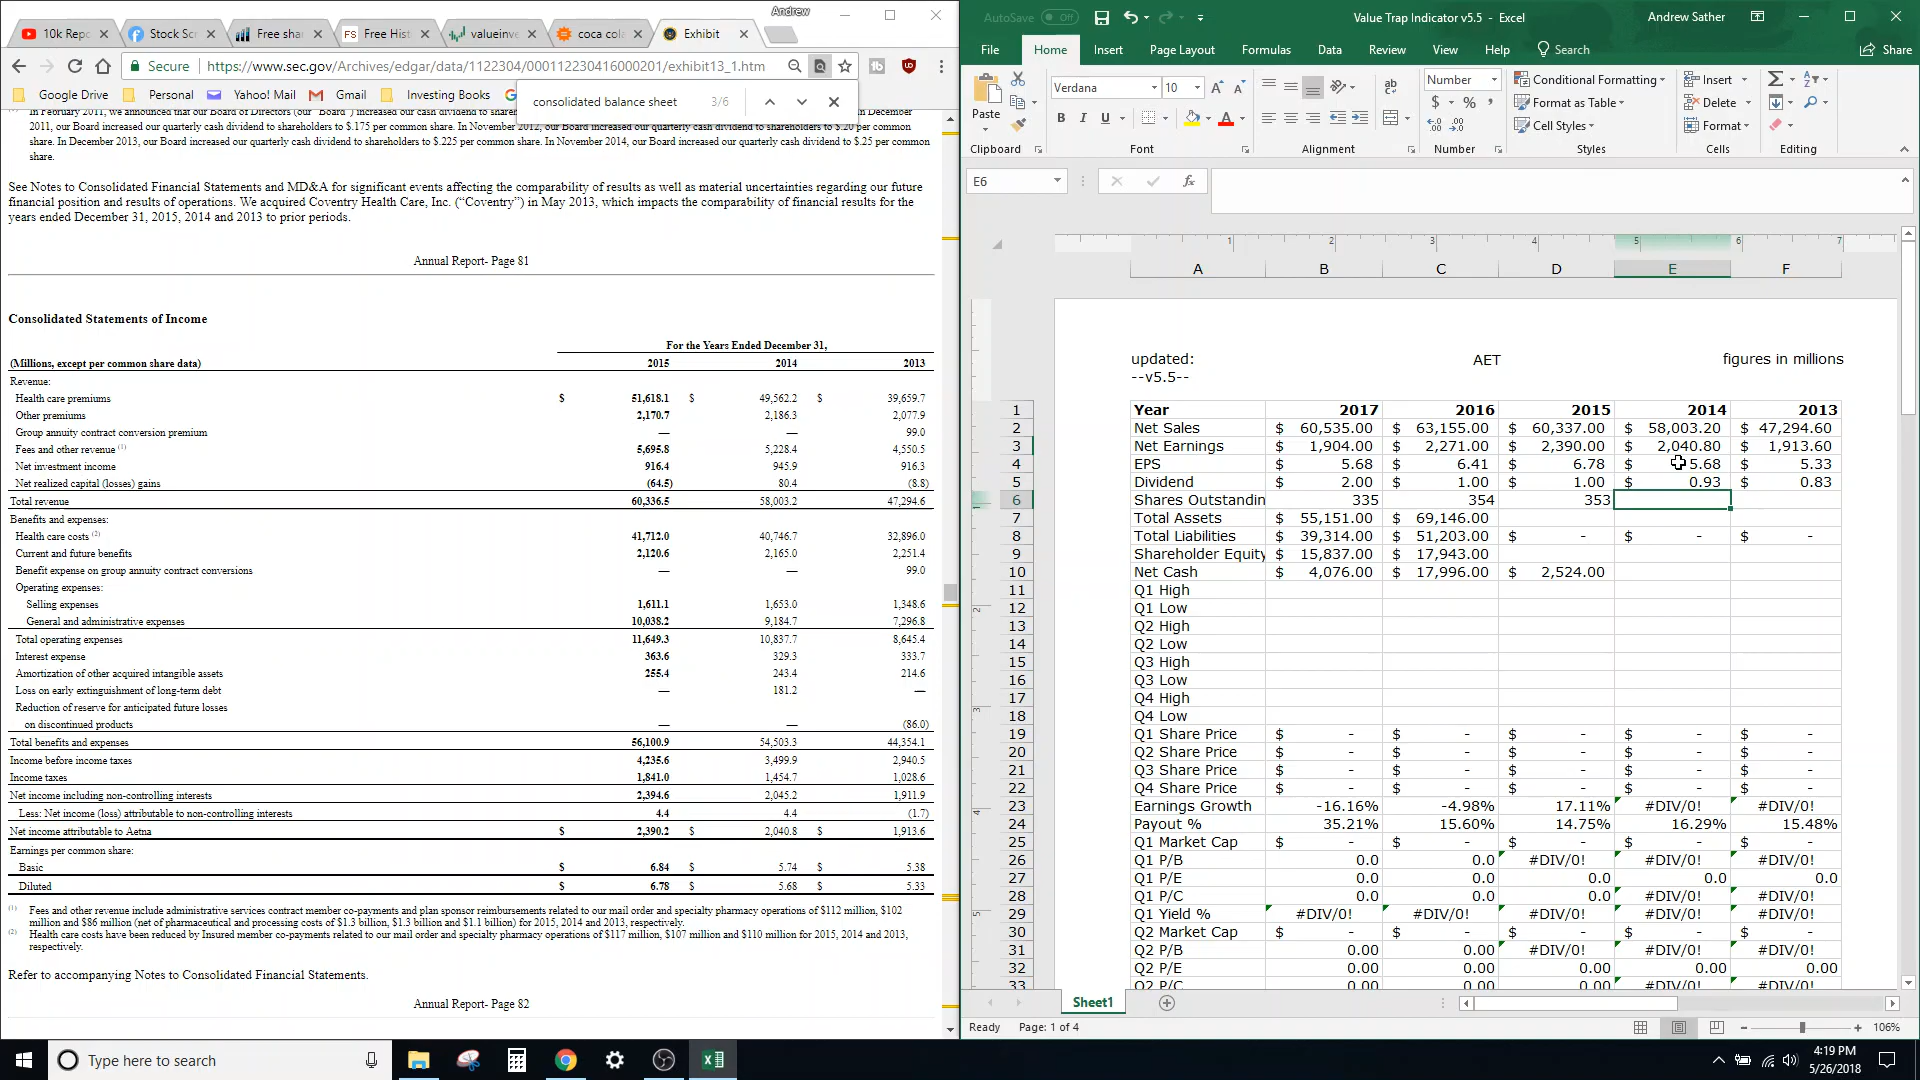 10k Repo
Stock Sc
Free sha
FS Free Hist
valueinve
coca cola
Exhibit
Andrew
Secure https://www.sec.gov/Archives/edgar/data/1122304/000112230416000201/exhibit13_1.htm
Google Drive Personal Yahoo! Mail Gmail Investing Books
consolidated balance sheet 3/6
2011, our Board increased our quarterly cash dividend to shareholders to $.175 per common share. In November 2012, our Board increased our quarterly cash dividend to shareholders to $.20 per common
share. In December 2013, our Board increased our quarterly cash dividend to shareholders to $.225 per common share. In November 2014, our Board increased our quarterly cash dividend to $.25 per common
share.
See Notes to Consolidated Financial Statements and MD&A for significant events affecting the comparability of results as well as material uncertainties regarding our future
financial position and results of operations. We acquired Coventry Health Care, Inc. (“Coventry”) in May 2013, which impacts the comparability of financial results for the
years ended December 31, 2015, 2014 and 2013 to prior periods.
Annual Report- Page 81
Consolidated Statements of Income
For the Years Ended December 31,
(Millions, except per common share data) 2015 2014 2013
Revenue:
Health care premiums $ 51,618.1 $ 49,562.2 $ 39,659.7
Other premiums 2,170.7 2,186.3 2,077.9
Group annuity contract conversion premium — — 99.0
Fees and other revenue (1) 5,695.8 5,228.4 4,550.5
Net investment income 916.4 945.9 916.3
Net realized capital (losses) gains (64.5) 80.4 (8.8)
Total revenue 60,336.5 58,003.2 47,294.6
Benefits and expenses:
Health care costs (2) 41,712.0 40,746.7 32,896.0
Current and future benefits 2,120.6 2,165.0 2,251.4
Benefit expense on group annuity contract conversions — — 99.0
Operating expenses:
Selling expenses 1,611.1 1,653.0 1,348.6
General and administrative expenses 10,038.2 9,184.7 7,296.8
Total operating expenses 11,649.3 10,837.7 8,645.4
Interest expense 363.6 329.3 333.7
Amortization of other acquired intangible assets 255.4 243.4 214.6
Loss on early extinguishment of long-term debt — 181.2 —
Reduction of reserve for anticipated future losses
on discontinued products — — (86.0)
Total benefits and expenses 56,100.9 54,503.3 44,354.1
Income before income taxes 4,235.6 3,499.9 2,940.5
Income taxes 1,841.0 1,454.7 1,028.6
Net income including non-controlling interests 2,394.6 2,045.2 1,911.9
Less: Net income (loss) attributable to non-controlling interests 4.4 4.4 (1.7)
Net income attributable to Aetna $ 2,390.2 $ 2,040.8 $ 1,913.6
Earnings per common share:
Basic $ 6.84 $ 5.74 $ 5.38
Diluted $ 6.78 $ 5.68 $ 5.33
(1) Fees and other revenue include administrative services contract member co-payments and plan sponsor reimbursements related to our mail order and specialty pharmacy operations of $112 million, $102
million and $86 million (net of pharmaceutical and processing costs of $1.3 billion, $1.3 billion and $1.1 billion) for 2015, 2014 and 2013, respectively.
(2) Health care costs have been reduced by Insured member co-payments related to our mail order and specialty pharmacy operations of $117 million, $107 million and $110 million for 2015, 2014 and 2013,
respectively.
Refer to accompanying Notes to Consolidated Financial Statements.
Annual Report- Page 82
AutoSave Off Value Trap Indicator v5.5 - Excel Andrew Sather
File Home Insert Page Layout Formulas Data Review View Help Search Share
Paste Verdana 10 Number
Conditional Formatting Insert
Format as Table Delete
Cell Styles Format
Clipboard Font Alignment Number Styles Cells Editing
E6
A B C D E F
updated: AET figures in millions
--v5.5--
1 Year 2017 2016 2015 2014 2013
2 Net Sales $ 60,535.00 $ 63,155.00 $ 60,337.00 $ 58,003.20 $ 47,294.60
3 Net Earnings $ 1,904.00 $ 2,271.00 $ 2,390.00 $ 2,040.80 $ 1,913.60
4 EPS $ 5.68 $ 6.41 $ 6.78 $ 5.68 $ 5.33
5 Dividend $ 2.00 $ 1.00 $ 1.00 $ 0.93 $ 0.83
6 Shares Outstandin 335 354 353
7 Total Assets $ 55,151.00 $ 69,146.00
8 Total Liabilities $ 39,314.00 $ 51,203.00 $ - $ - $ -
9 Shareholder Equity $ 15,837.00 $ 17,943.00
10 Net Cash $ 4,076.00 $ 17,996.00 $ 2,524.00
11 Q1 High
12 Q1 Low
13 Q2 High
14 Q2 Low
15 Q3 High
16 Q3 Low
17 Q4 High
18 Q4 Low
19 Q1 Share Price $ - $ - $ - $ - $ -
20 Q2 Share Price $ - $ - $ - $ - $ -
21 Q3 Share Price $ - $ - $ - $ - $ -
22 Q4 Share Price $ - $ - $ - $ - $ -
23 Earnings Growth -16.16% -4.98% 17.11% #DIV/0! #DIV/0!
24 Payout % 35.21% 15.60% 14.75% 16.29% 15.48%
25 Q1 Market Cap $ - $ - $ - $ - $ -
26 Q1 P/B 0.0 0.0 #DIV/0! #DIV/0! #DIV/0!
27 Q1 P/E 0.0 0.0 0.0 0.0 0.0
28 Q1 P/C 0.0 0.0 0.0 #DIV/0! #DIV/0!
29 Q1 Yield % #DIV/0! #DIV/0! #DIV/0! #DIV/0! #DIV/0!
30 Q2 Market Cap $ - $ - $ - $ - $ -
31 Q2 P/B 0.00 0.00 #DIV/0! #DIV/0! #DIV/0!
32 Q2 P/E 0.00 0.00 0.00 0.00 0.00
33 Q2 P/C 0.00 0.00 0.00 #DIV/0! #DIV/0!
Sheet1
Ready Page: 1 of 4 106%
Type here to search
4:19 PM
5/26/2018